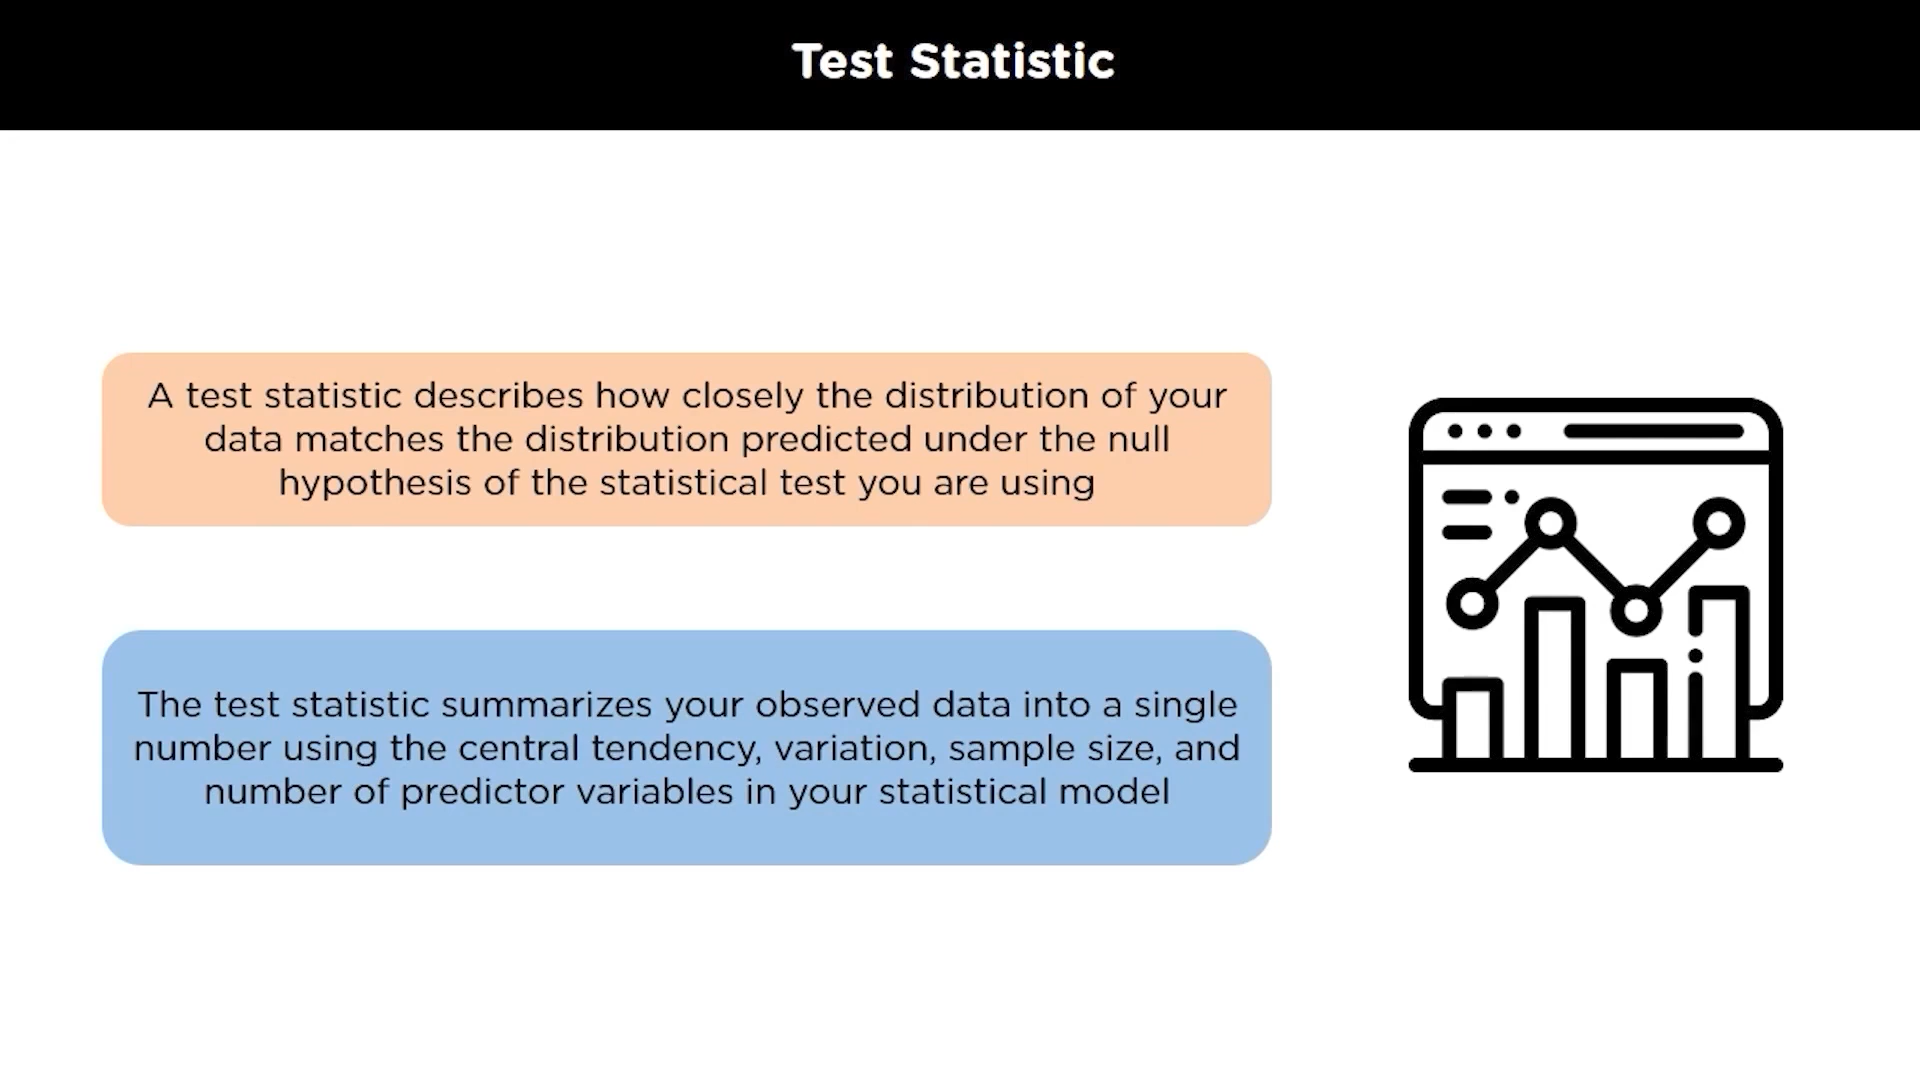 Test Statistic
A test statistic describes how closely the distribution of your
data matches the distribution predicted under the null
hypothesis of the statistical test you are using
The test statistic summarizes your observed data into a single
number using the central tendency, variation, sample size, and
number of predictor variables in your statistical model